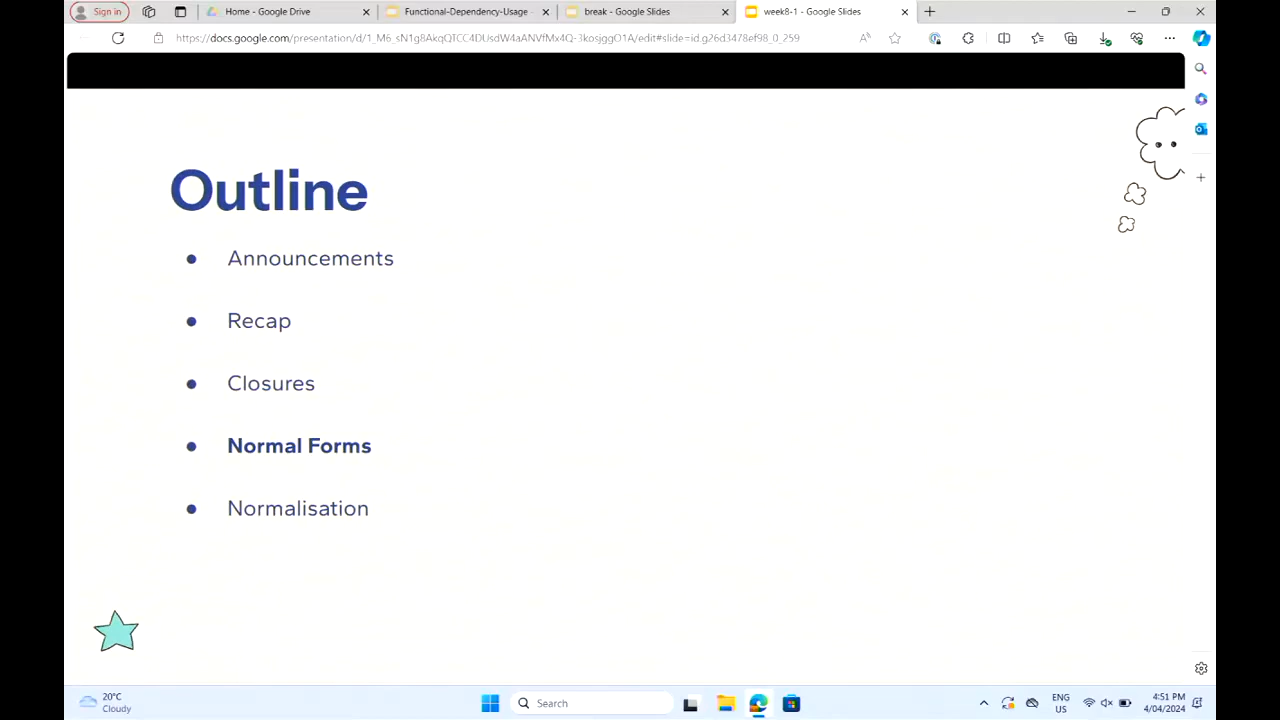 Sign in
Home - Google Drive
Functional-Dependency-Usage
break - Google Slides
week8-1 - Google Slides
https://docs.google.com/presentation/d/1_M6_sN1g8AkqQTCC4DUsdW4aANVfMx4Q-3kosjggO1A/edit#slide=id.g26d3478ef98_0_259
Outline
● Announcements
● Recap
● Closures
● Normal Forms
● Normalisation
20°C
Cloudy
Search
ENG
US
4:51 PM
4/04/2024